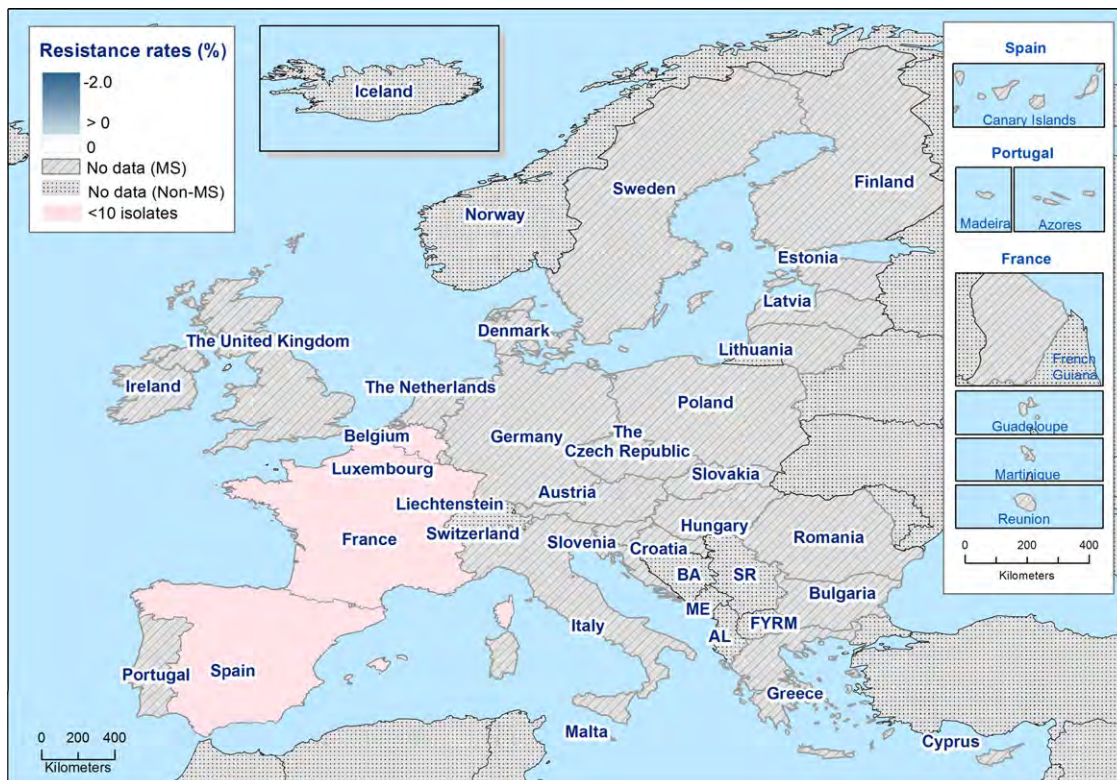 Resistance rates (%)
-2.0
> 0
0
No data (MS)
No data (Non-MS)
<10 isolates
Iceland
Spain
Canary Islands
Portugal
Madeira
Azores
France
French
Guiana
Guadeloupe
Martinique
Reunion
0 200 400
Kilometers
Sweden
Finland
Norway
Estonia
Latvia
Denmark
Lithuania
The United Kingdom
Ireland
The Netherlands
Poland
Belgium
Germany
The
Czech Republic
Luxembourg
Slovakia
Austria
Liechtenstein
Switzerland
France
Hungary
Slovenia
Croatia
Romania
BA
SR
Bulgaria
ME
FYRM
Italy
AL
Portugal
Spain
Greece
Malta
Cyprus
0 200 400
Kilometers